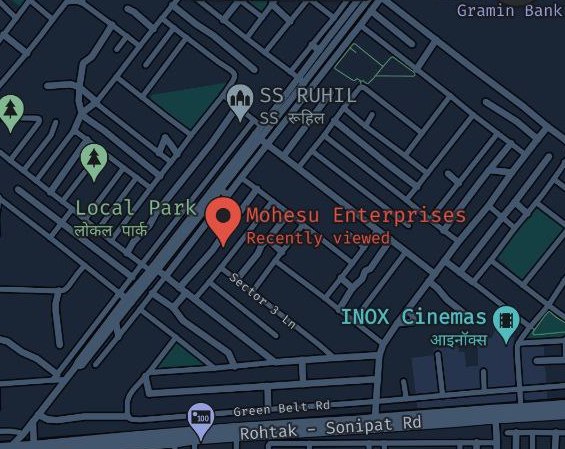 Gramin Bank
SS RUHIL
SS रूहिल
Local Park
लोकल पार्क
Mohesu Enterprises
Recently viewed
Sector-3 Ln
INOX Cinemas
आइनॉक्स
100
Green Belt Rd
Rohtak - Sonipat Rd